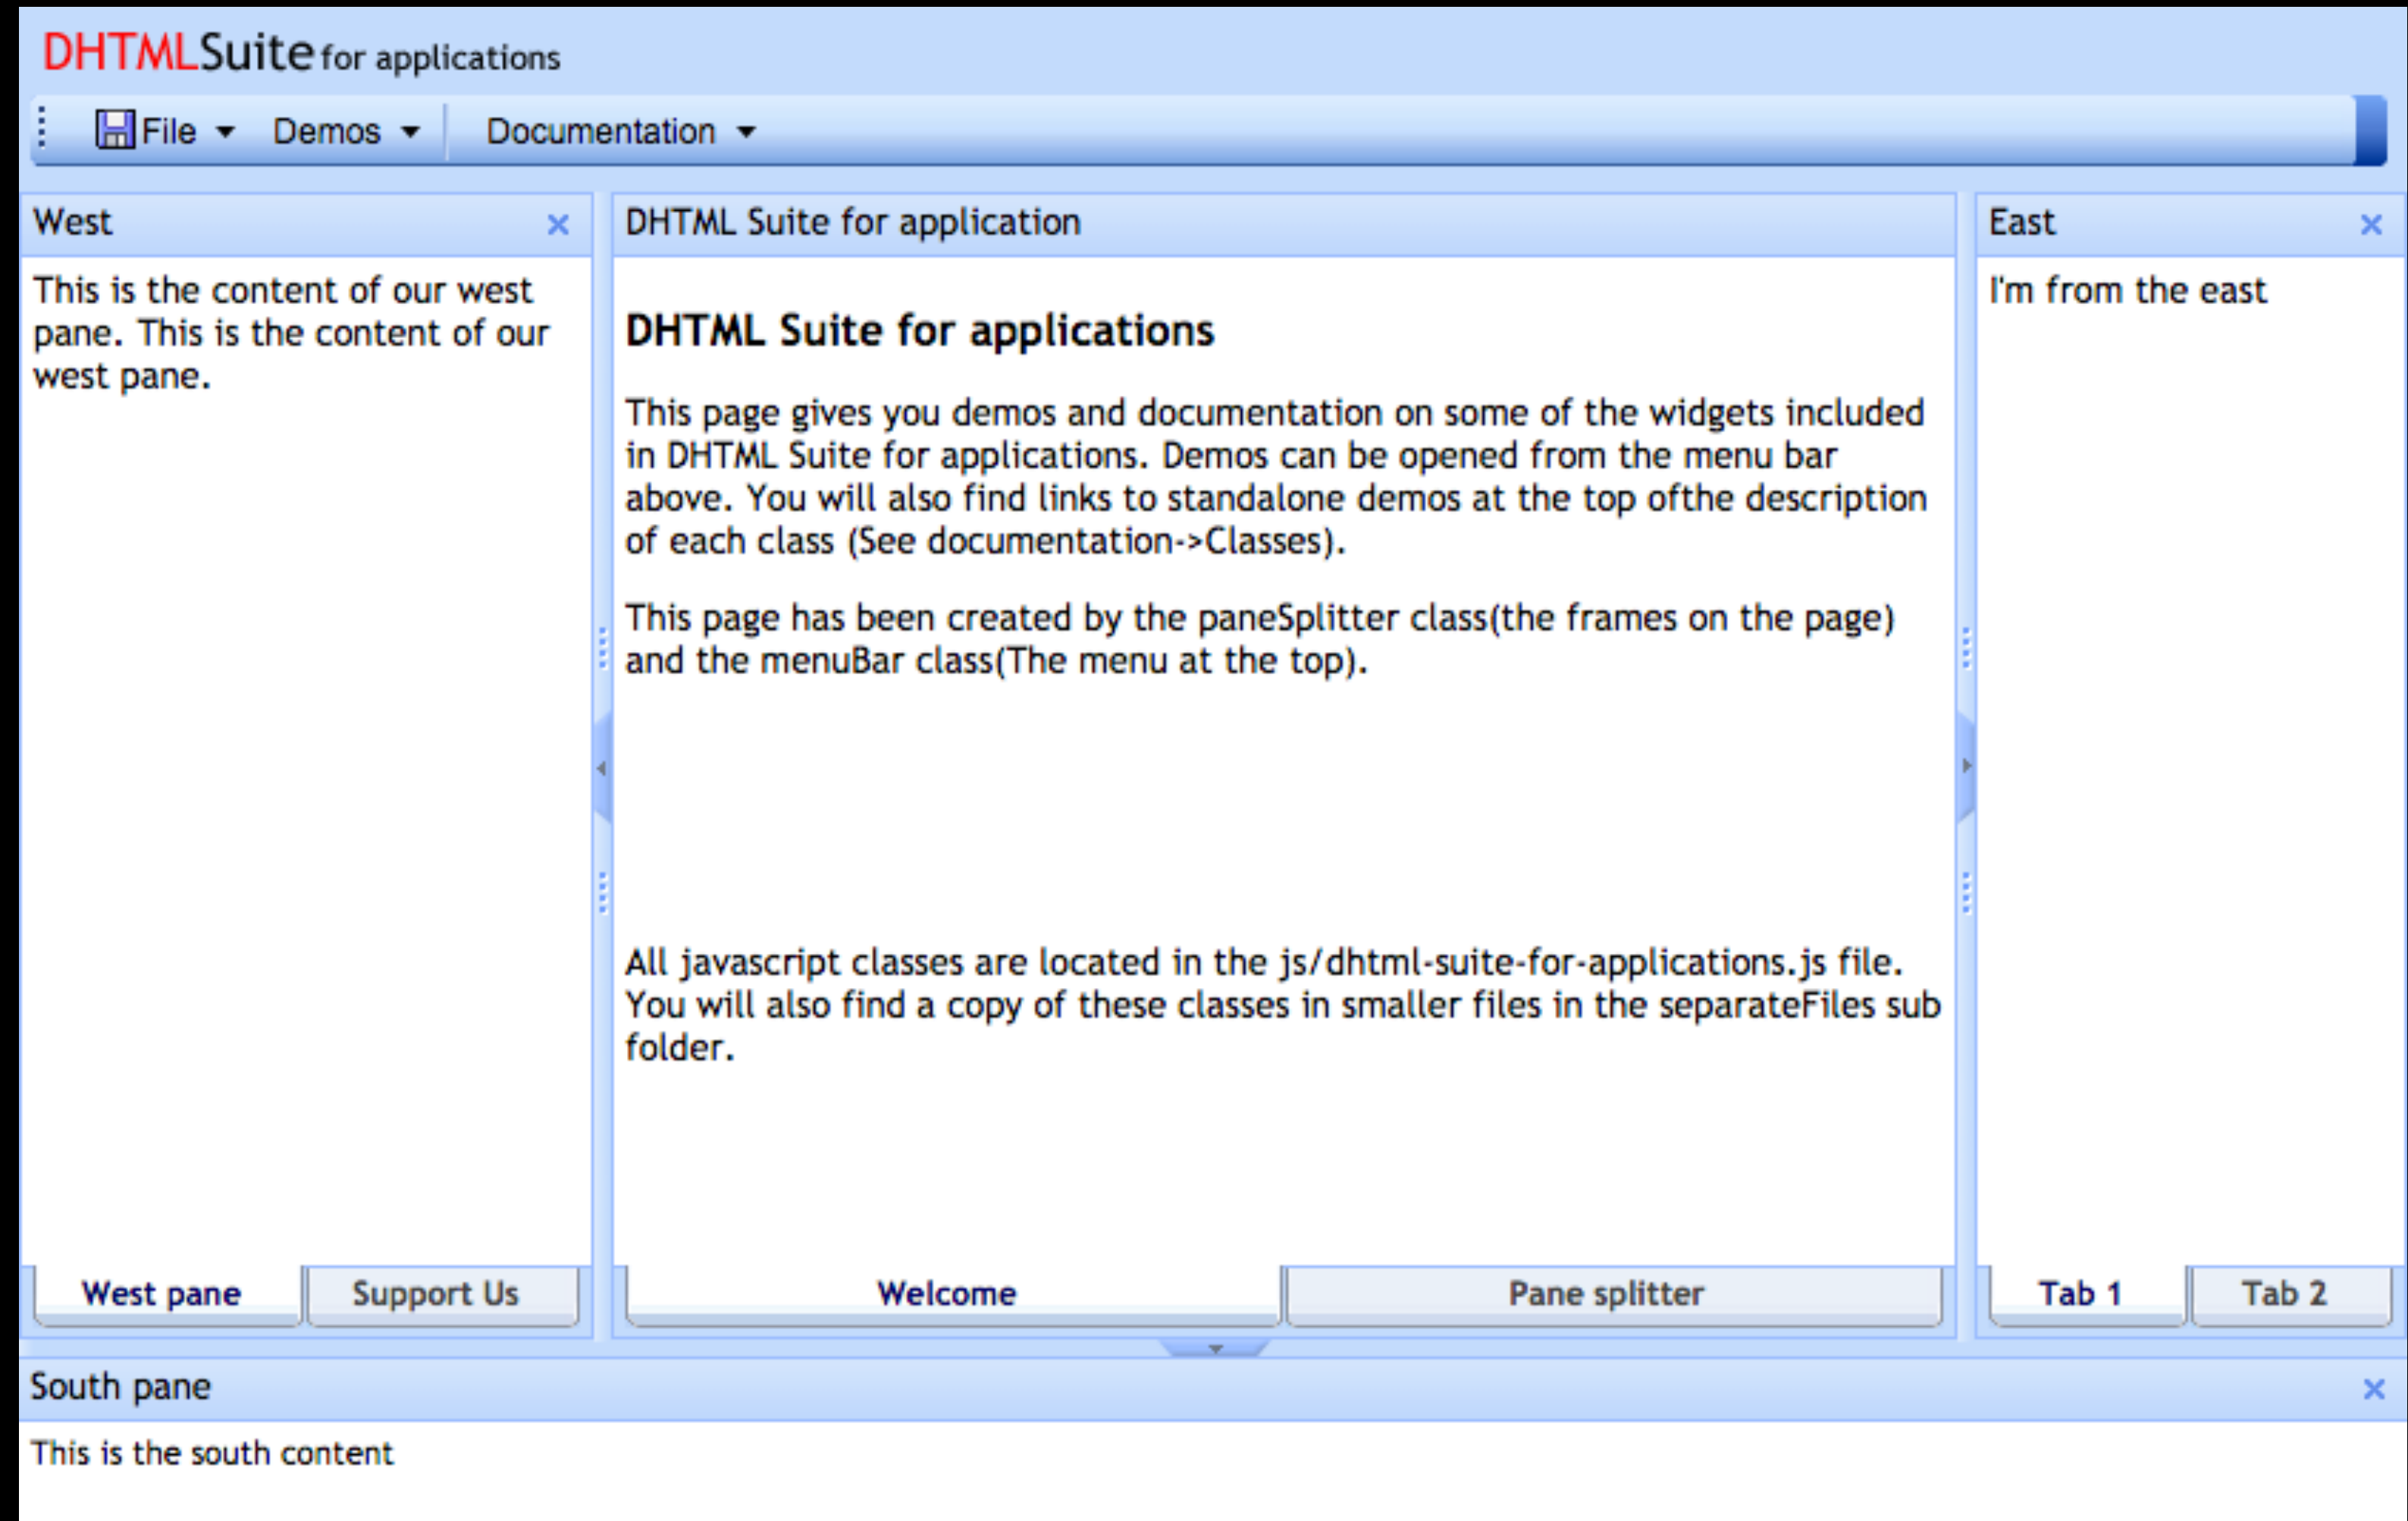 DHTMLSuite for applications
File Demos Documentation
West
This is the content of our west
pane. This is the content of our
west pane.
West pane Support Us
DHTML Suite for application
DHTML Suite for applications
This page gives you demos and documentation on some of the widgets included
in DHTML Suite for applications. Demos can be opened from the menu bar
above. You will also find links to standalone demos at the top ofthe description
of each class (See documentation->Classes).
This page has been created by the paneSplitter class(the frames on the page)
and the menuBar class(The menu at the top).
All javascript classes are located in the js/dhtml-suite-for-applications.js file.
You will also find a copy of these classes in smaller files in the separateFiles sub
folder.
Welcome Pane splitter
East
I'm from the east
Tab 1 Tab 2
South pane
This is the south content